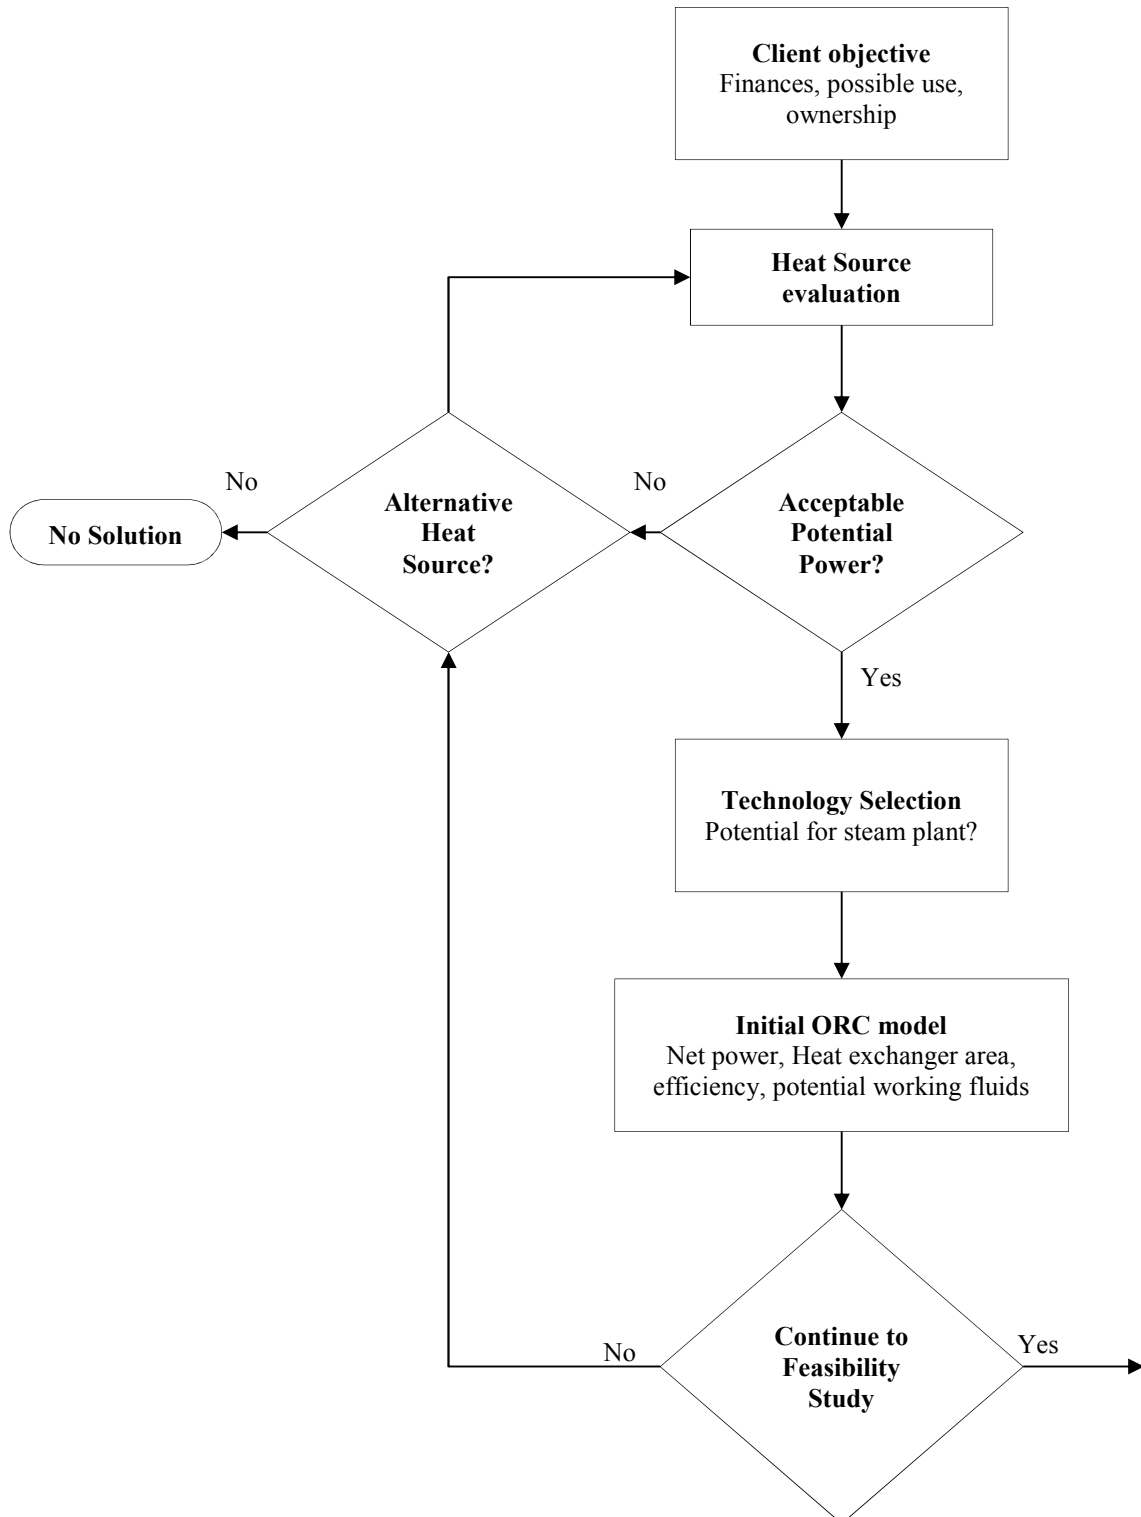 Client objective
Finances, possible use,
ownership
Heat Source
evaluation
No
No
No Solution
Alternative
Heat
Source?
Acceptable
Potential
Power?
Yes
Technology Selection
Potential for steam plant?
Initial ORC model
Net power, Heat exchanger area,
efficiency, potential working fluids
No
Continue to
Feasibility
Study
Yes